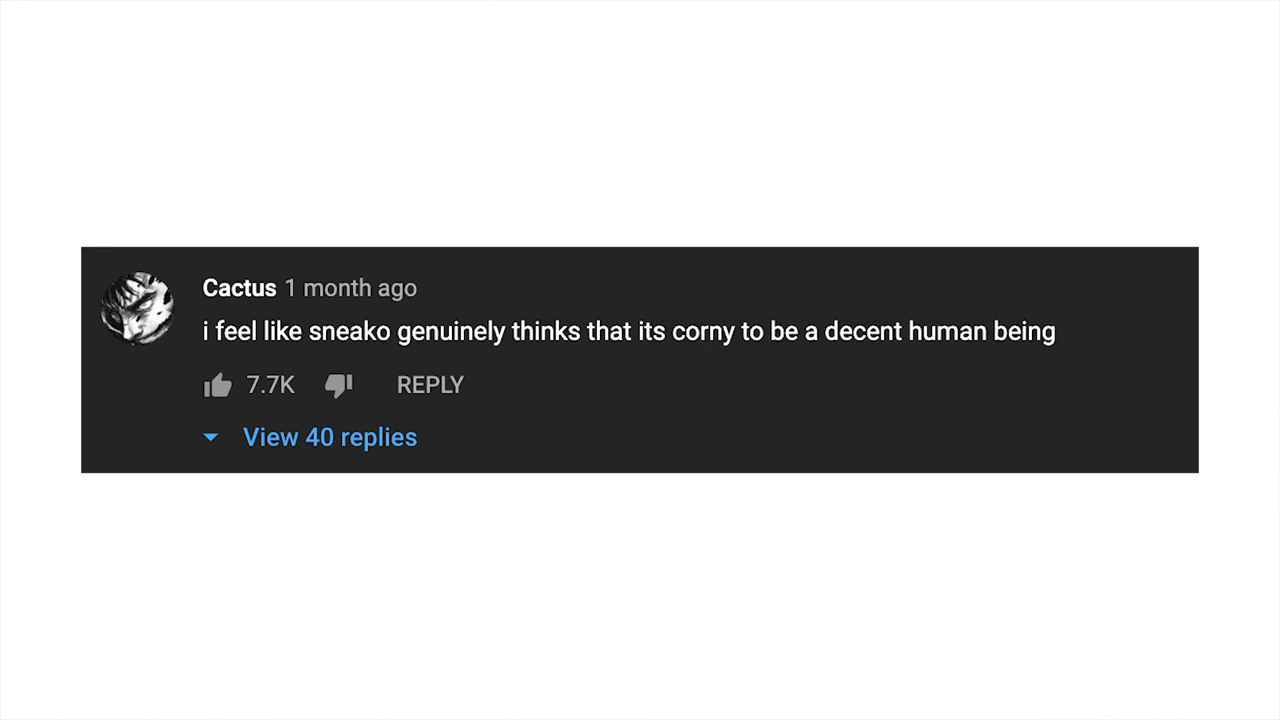 Cactus 1 month ago
i feel like sneako genuinely thinks that its corny to be a decent human being
7.7K REPLY
View 40 replies